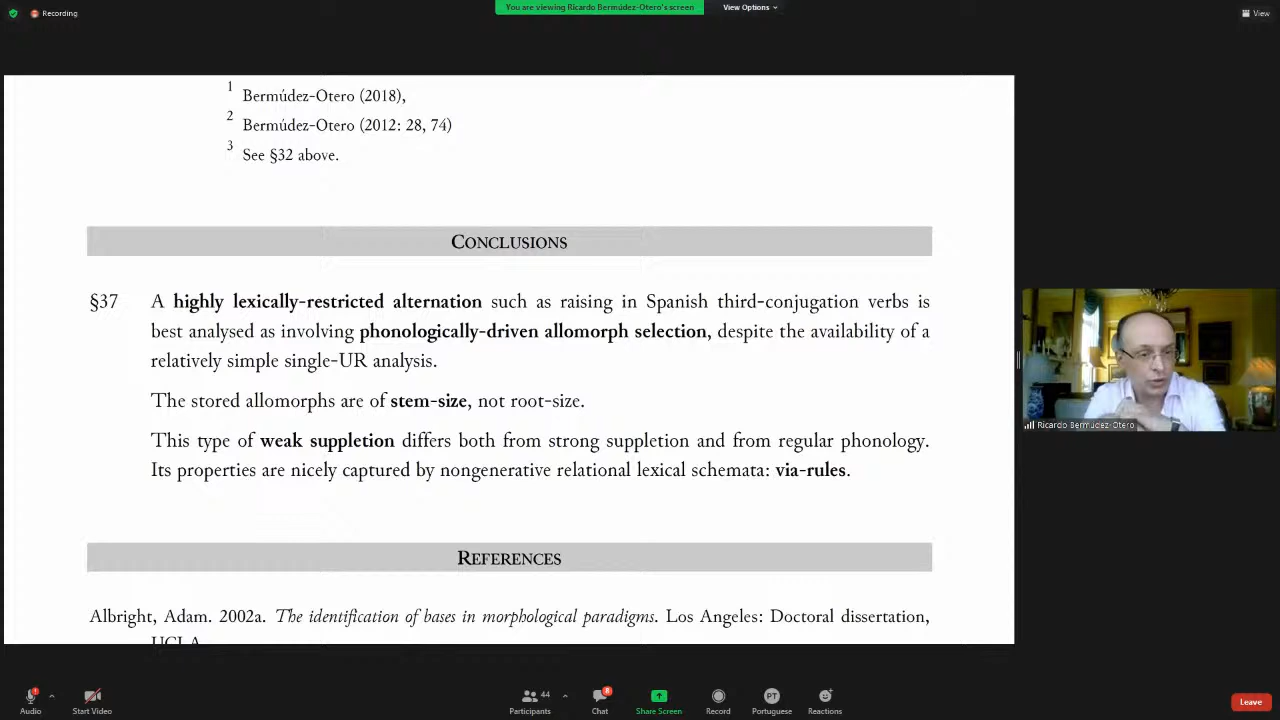 Recording
You are viewing Ricardo Bermúdez-Otero's screen
View Options
View
1 Bermúdez-Otero (2018),
2 Bermúdez-Otero (2012: 28, 74)
3 See §32 above.
CONCLUSIONS
§37 A highly lexically-restricted alternation such as raising in Spanish third-conjugation verbs is
best analysed as involving phonologically-driven allomorph selection, despite the availability of a
relatively simple single-UR analysis.
The stored allomorphs are of stem-size, not root-size.
This type of weak suppletion differs both from strong suppletion and from regular phonology.
Its properties are nicely captured by nongenerative relational lexical schemata: via-rules.
Ricardo Bermúdez-Otero
REFERENCES
Albright, Adam. 2002a. The identification of bases in morphological paradigms. Los Angeles: Doctoral dissertation,
UCLA.
44
8
PT
Audio
Start Video
Participants
Chat
Share Screen
Record
Portuguese
Reactions
Leave